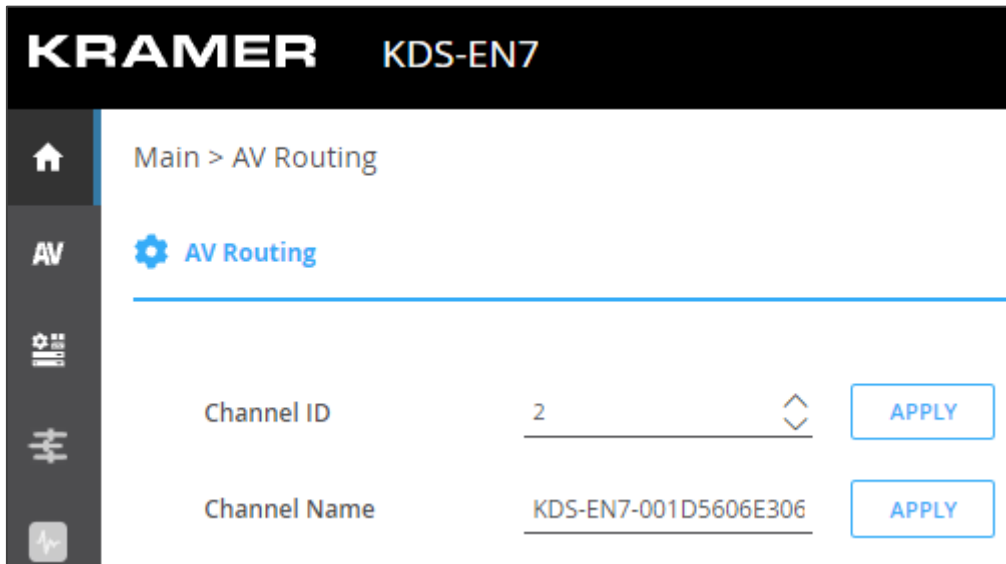 KRAMER KDS-EN7
Main > AV Routing
AV
AV Routing
Channel ID 2 APPLY
Channel Name KDS-EN7-001D5606E306 APPLY